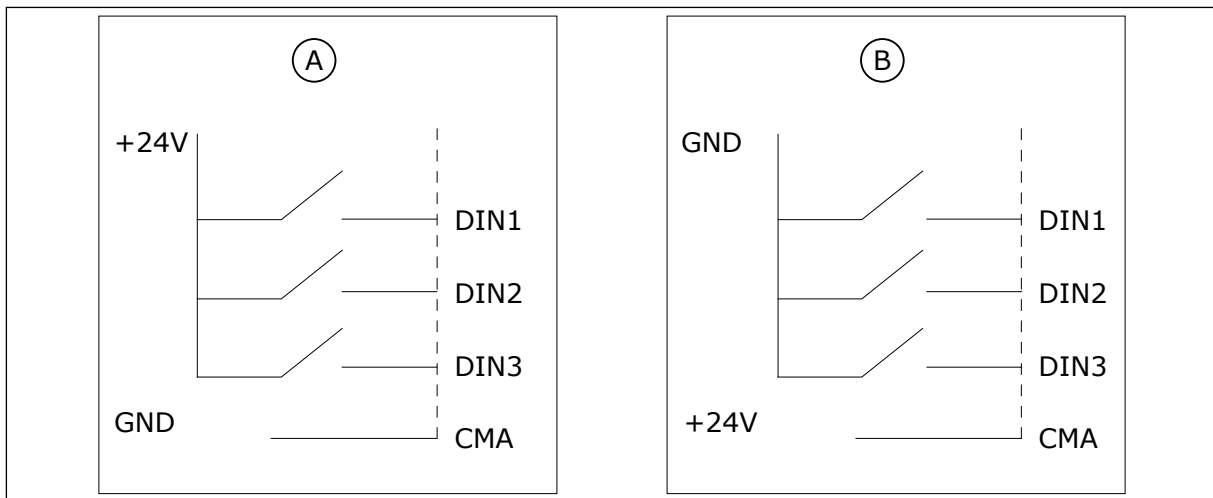 A
+24V
DIN1
DIN2
DIN3
GND
CMA
B
GND
DIN1
DIN2
DIN3
+24V
CMA